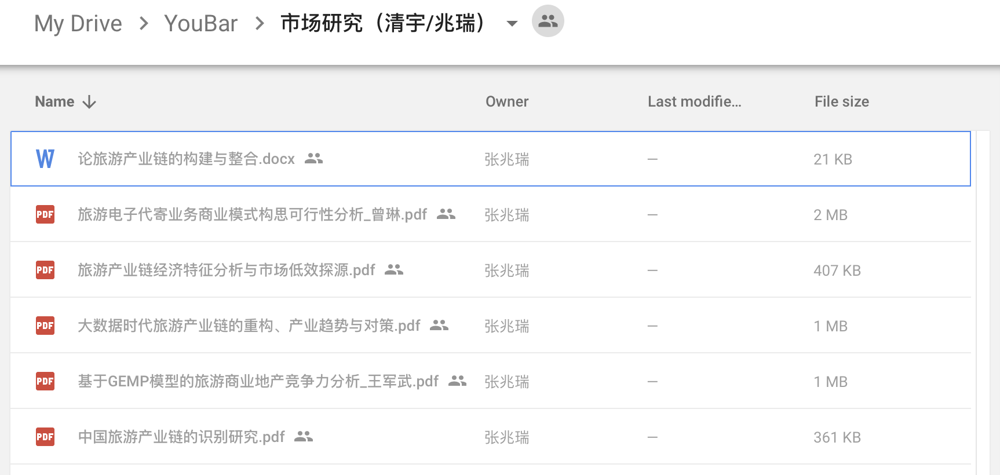 My Drive > YouBar > 市场研究（清宇/兆瑞）
Name Owner Last modifie... File size
W 论旅游产业链的构建与整合.docx 张兆瑞 — 21 KB
PDF 旅游电子代寄业务商业模式构思可行性分析_曾琳.pdf 张兆瑞 — 2 MB
PDF 旅游产业链经济特征分析与市场低效探源.pdf 张兆瑞 — 407 KB
PDF 大数据时代旅游产业链的重构、产业趋势与对策.pdf 张兆瑞 — 1 MB
PDF 基于GEMP模型的旅游商业地产竞争力分析_王军武.pdf 张兆瑞 — 1 MB
PDF 中国旅游产业链的识别研究.pdf 张兆瑞 — 361 KB